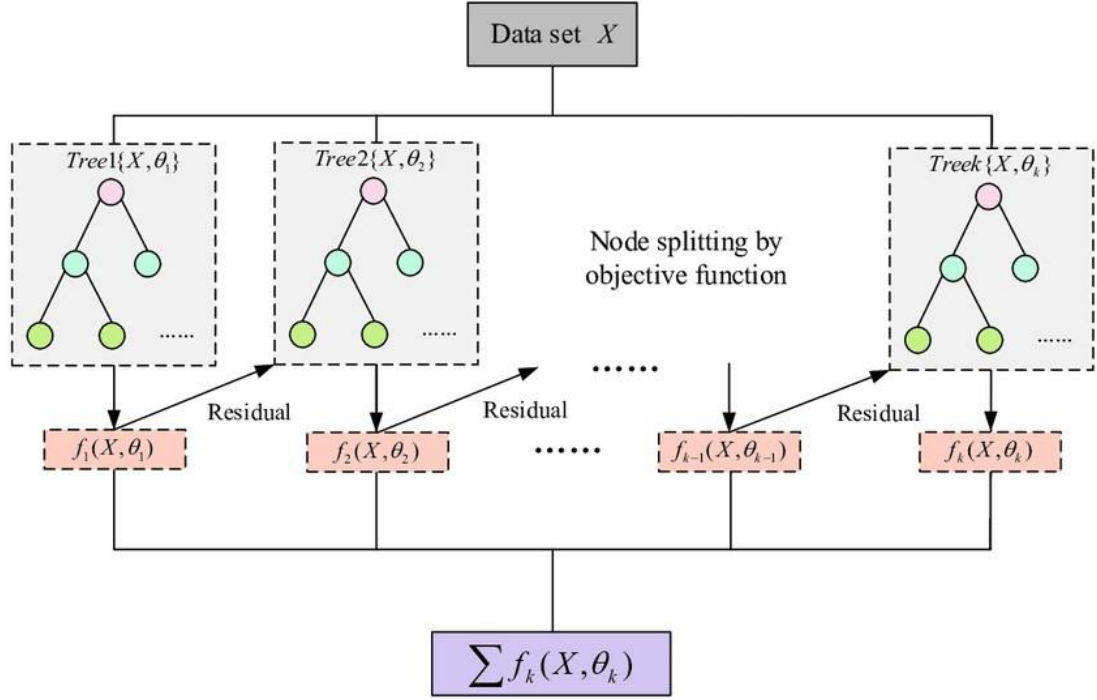 Data set X
Tree1{X,θ₁}
Tree2{X,θ₂}
Treek{X,θₖ}
Node splitting by
objective function
......
......
......
......
Residual
Residual
Residual
f₁(X,θ₁)
f₂(X,θ₂)
......
fₖ₋₁(X,θₖ₋₁)
fₖ(X,θₖ)
∑fₖ(X,θₖ)